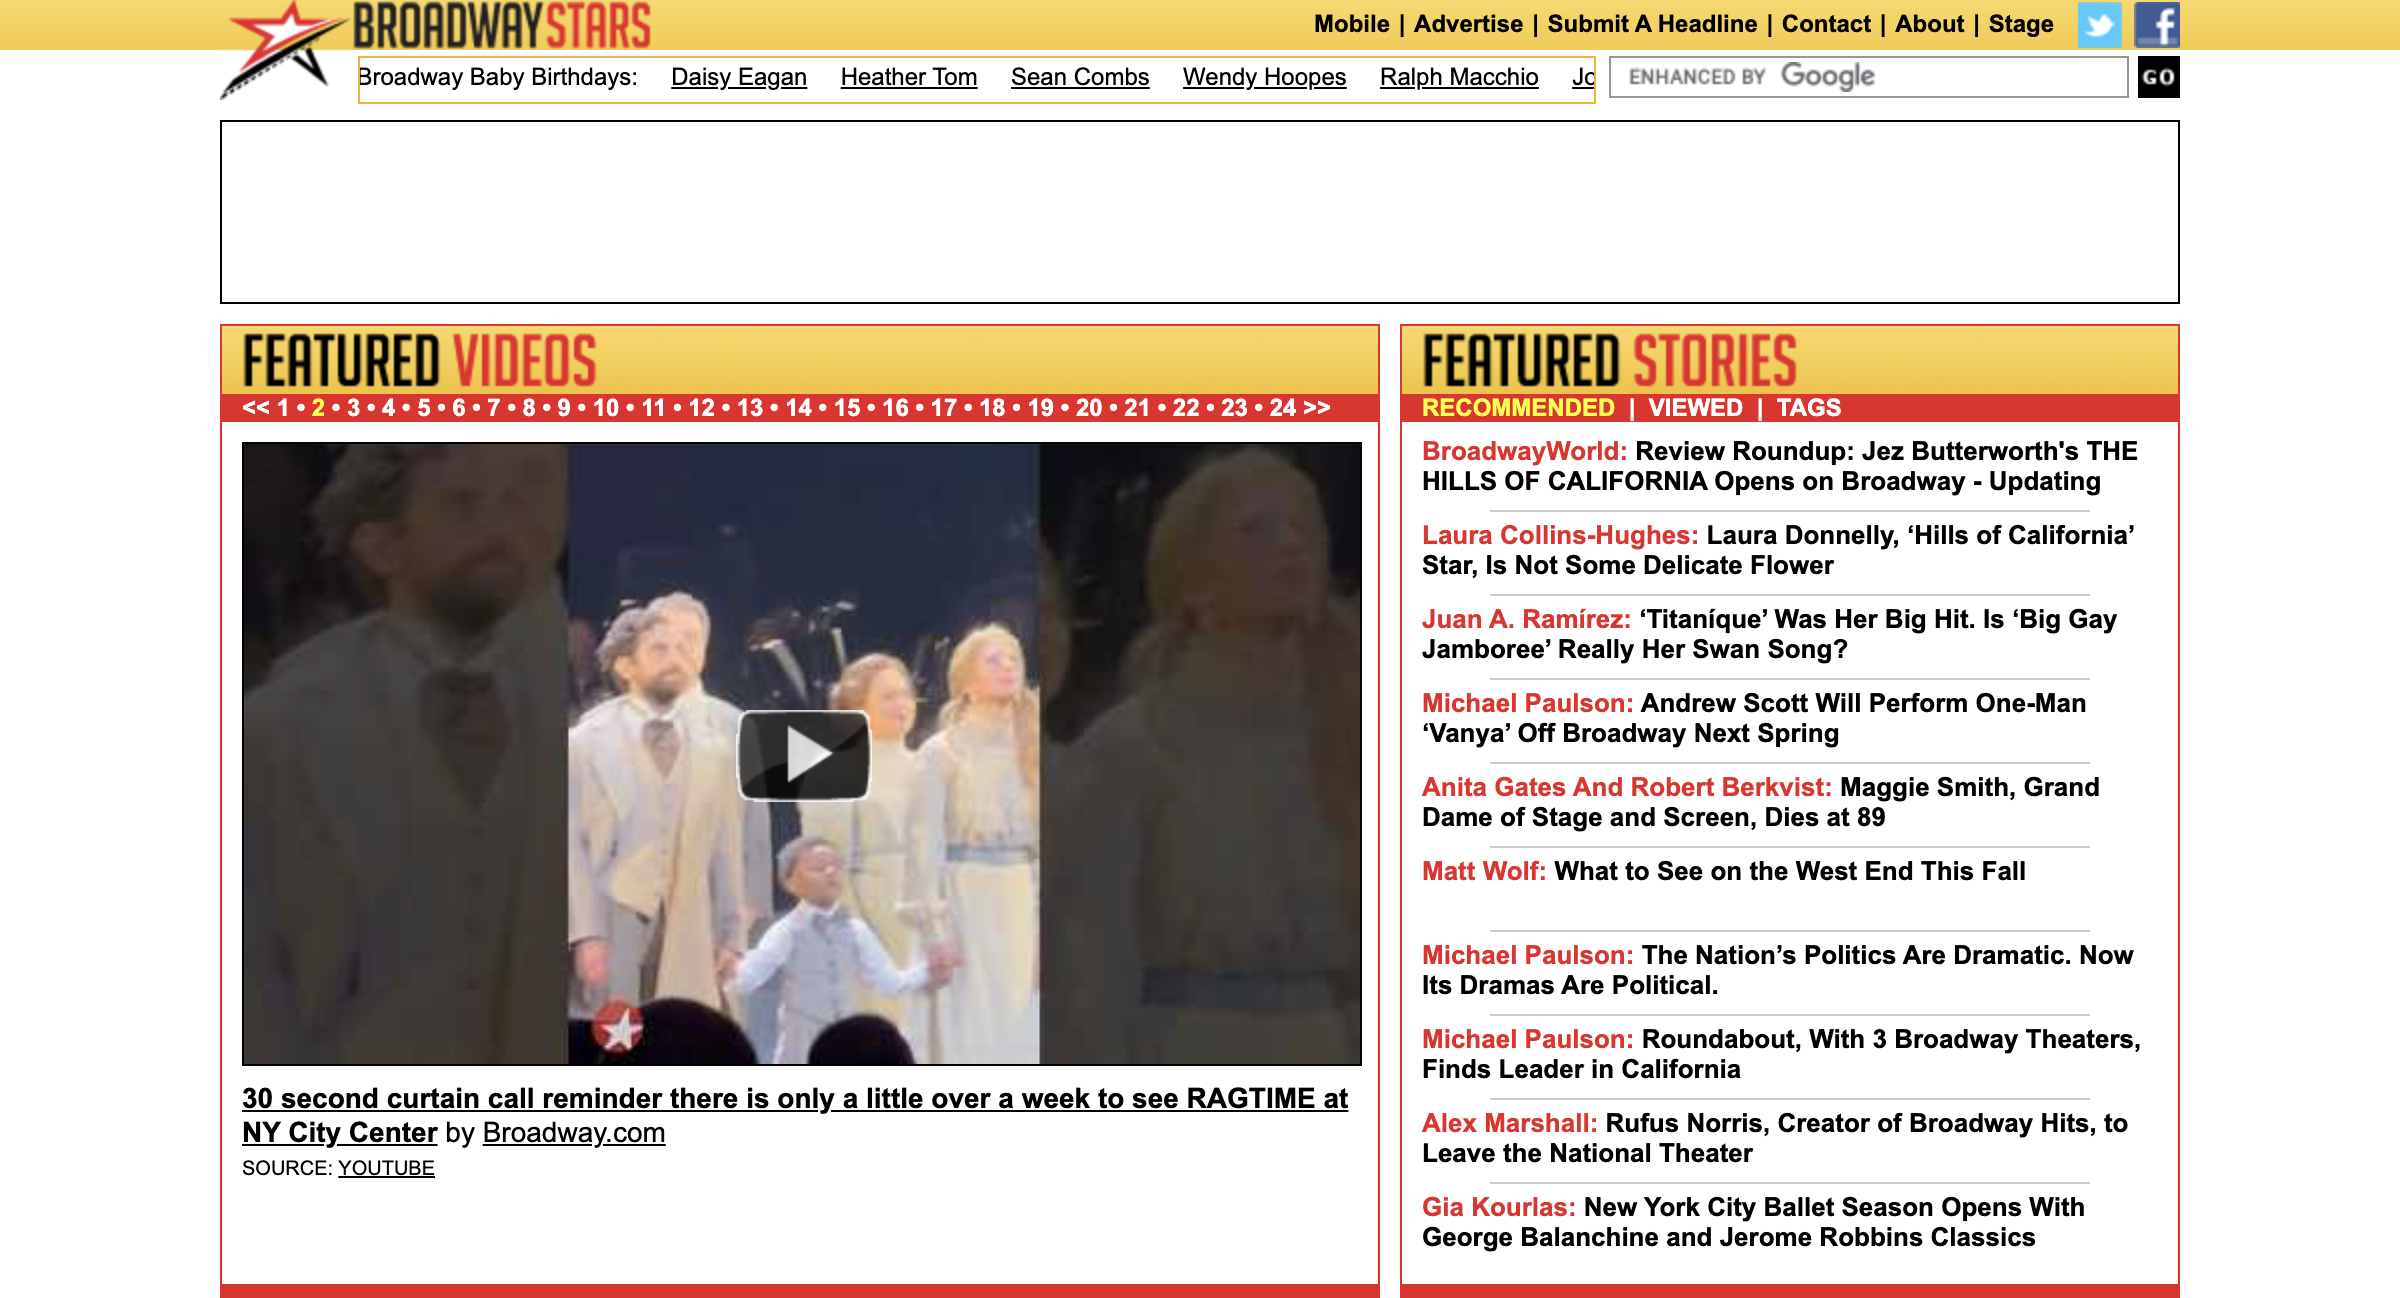 BROADWAYSTARS
Mobile | Advertise | Submit A Headline | Contact | About | Stage
Broadway Baby Birthdays: Daisy Eagan Heather Tom Sean Combs Wendy Hoopes Ralph Macchio
ENHANCED BY Google
GO
FEATURED VIDEOS
<< 1 • 2 • 3 • 4 • 5 • 6 • 7 • 8 • 9 • 10 • 11 • 12 • 13 • 14 • 15 • 16 • 17 • 18 • 19 • 20 • 21 • 22 • 23 • 24 >>
30 second curtain call reminder there is only a little over a week to see RAGTIME at
NY City Center by Broadway.com
SOURCE: YOUTUBE
FEATURED STORIES
RECOMMENDED | VIEWED | TAGS
BroadwayWorld: Review Roundup: Jez Butterworth's THE
HILLS OF CALIFORNIA Opens on Broadway - Updating
Laura Collins-Hughes: Laura Donnelly, ‘Hills of California’
Star, Is Not Some Delicate Flower
Juan A. Ramírez: ‘Titaníque’ Was Her Big Hit. Is ‘Big Gay
Jamboree’ Really Her Swan Song?
Michael Paulson: Andrew Scott Will Perform One-Man
‘Vanya’ Off Broadway Next Spring
Anita Gates And Robert Berkvist: Maggie Smith, Grand
Dame of Stage and Screen, Dies at 89
Matt Wolf: What to See on the West End This Fall
Michael Paulson: The Nation’s Politics Are Dramatic. Now
Its Dramas Are Political.
Michael Paulson: Roundabout, With 3 Broadway Theaters,
Finds Leader in California
Alex Marshall: Rufus Norris, Creator of Broadway Hits, to
Leave the National Theater
Gia Kourlas: New York City Ballet Season Opens With
George Balanchine and Jerome Robbins Classics